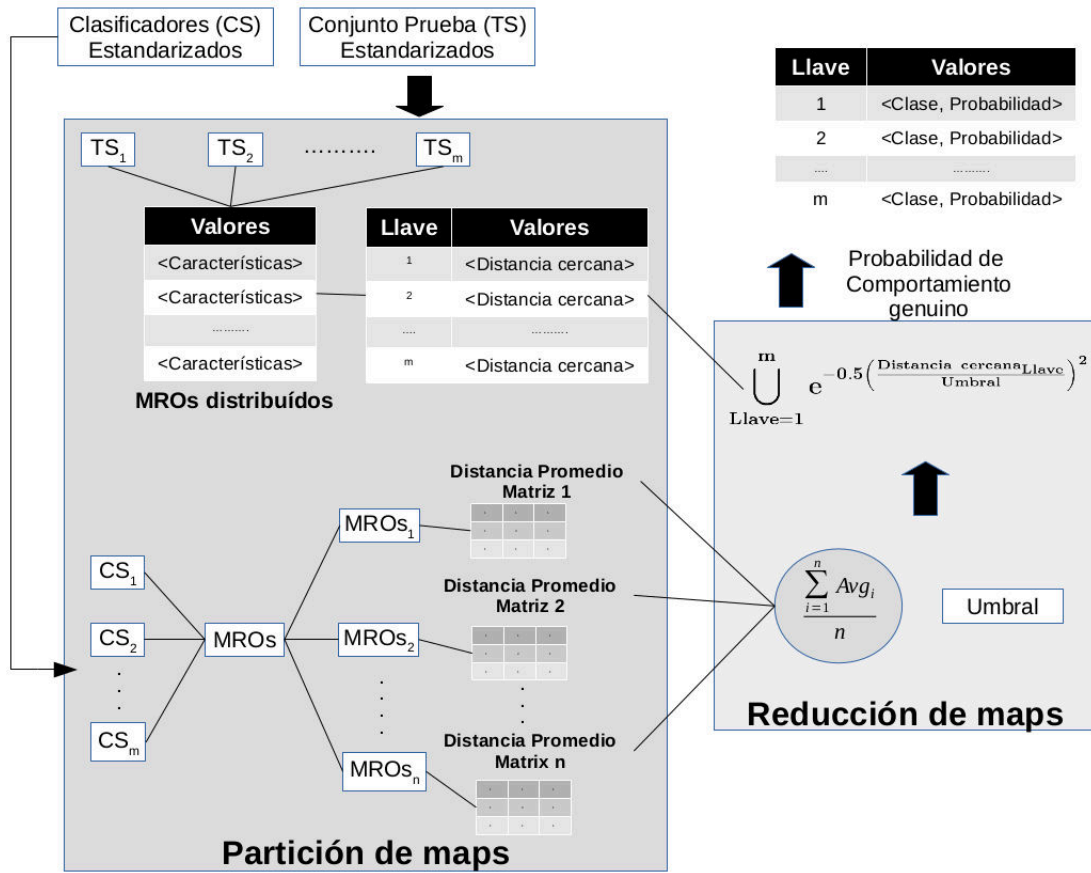 Clasificadores (CS)
Estandarizados
Conjunto Prueba (TS)
Estandarizados
Llave Valores
1 <Clase, Probabilidad>
2 <Clase, Probabilidad>
.... ..........
m <Clase, Probabilidad>
TS1 TS2 .......... TSm
Valores
<Características>
<Características>
..........
<Características>
MROs distribuídos
Llave Valores
1 <Distancia cercana>
2 <Distancia cercana>
.... ..........
m <Distancia cercana>
Probabilidad de
Comportamiento
genuino
m
⋃ e^{-0.5(Distancia cercana_{Llave}/Umbral)^2}
Llave=1
Distancia Promedio
Matriz 1
MROs1
CS1
Distancia Promedio
Matriz 2
CS2
MROs
MROs2
CSm
Distancia Promedio
Matrix n
MROsn
n
∑ Avg_i
i=1
n
Umbral
Reducción de maps
Partición de maps